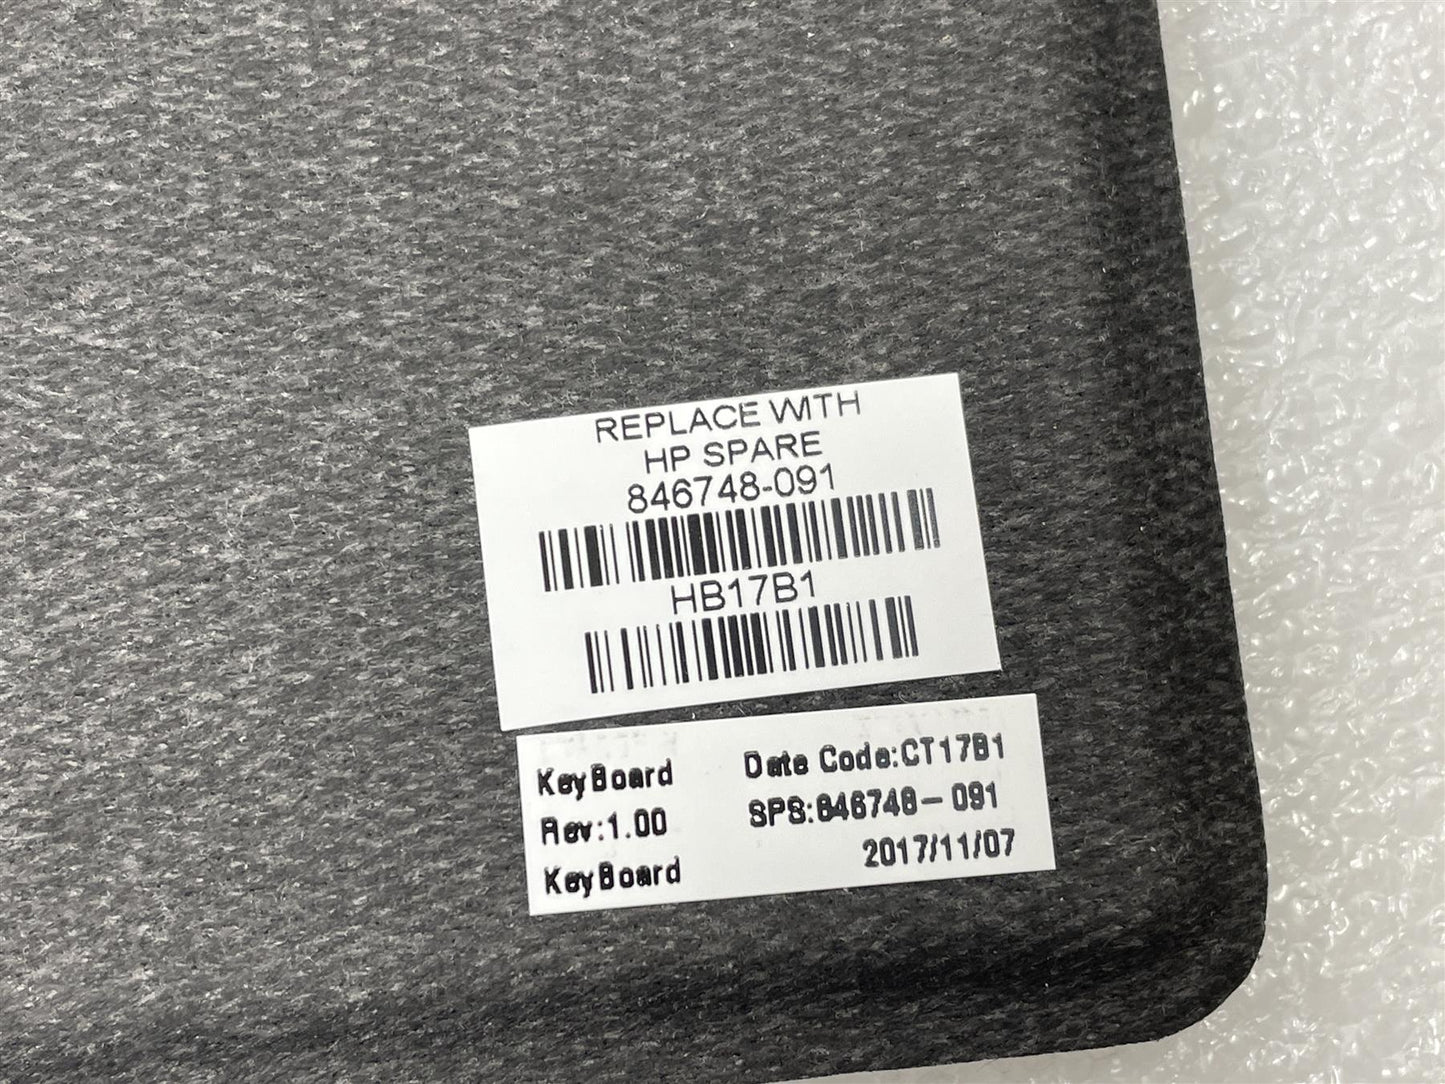 REPLACE WITH
HP SPARE
846748-091
HB17B1
KeyBoard Date Code:CT17B1
Rev:1.00 SPS:846748-091
KeyBoard 2017/11/07